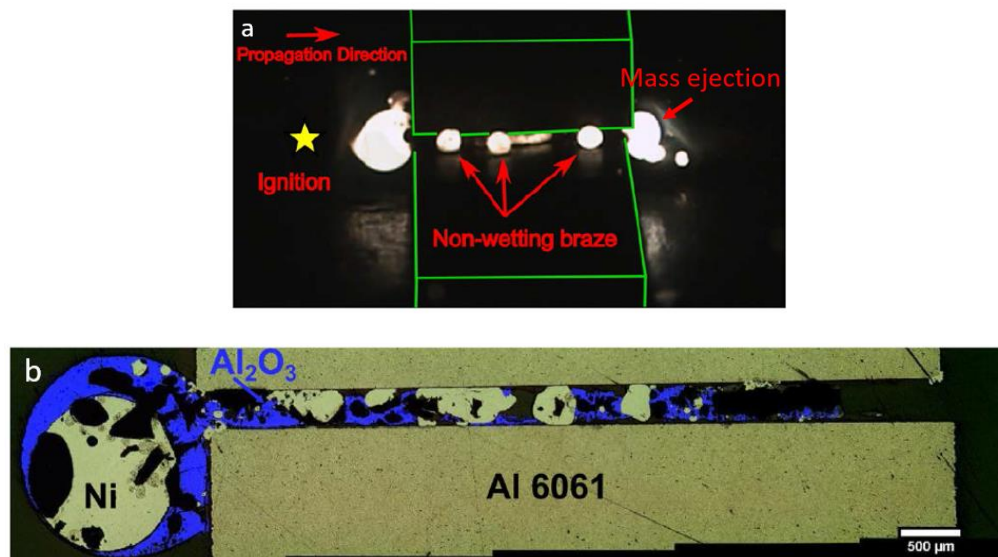 a
Propagation Direction
Mass ejection
Ignition
Non-wetting braze
b
Al₂O₃
Ni
Al 6061
500 μm